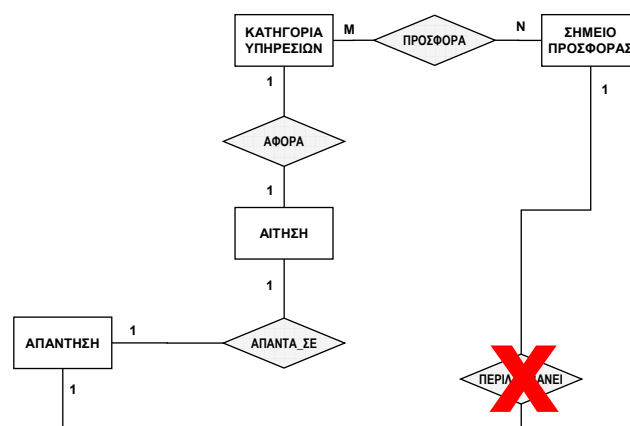 ΚΑΤΗΓΟΡΙΑ
ΥΠΗΡΕΣΙΩΝ
M
ΠΡΟΣΦΟΡΑ
N
ΣΗΜΕΙΟ
ΠΡΟΣΦΟΡΑΣ
1
1
ΑΦΟΡΑ
1
ΑΙΤΗΣΗ
1
ΑΠΑΝΤΗΣΗ
1
ΑΠΑΝΤΑ_ΣΕ
1